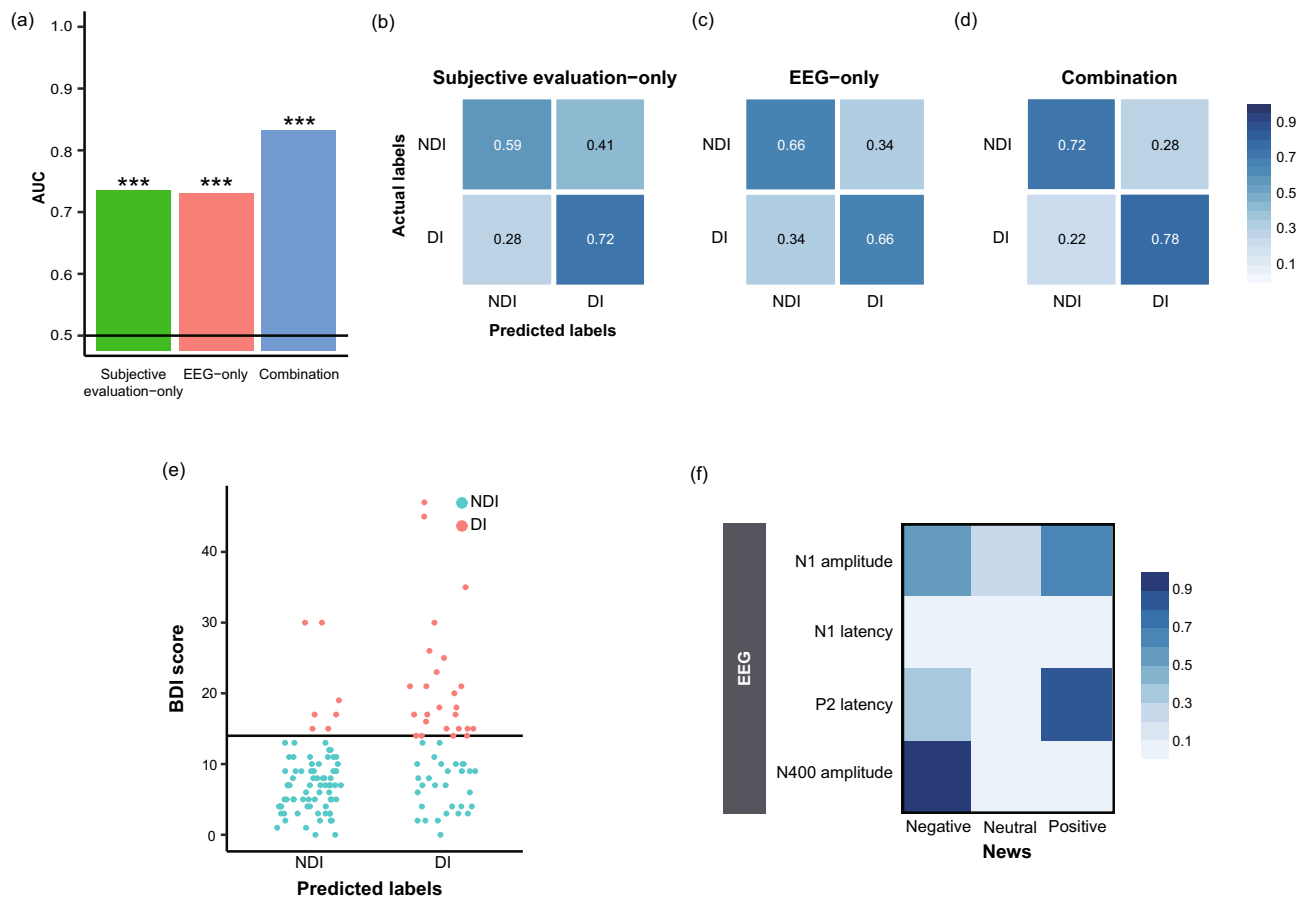 (a)
1.0
0.9
0.8
0.7
0.6
0.5
AUC
***
***
***
Subjective
evaluation−only
EEG−only
Combination
(b)
Subjective evaluation−only
Actual labels
NDI
0.59
0.41
DI
0.28
0.72
NDI
DI
Predicted labels
(c)
EEG−only
NDI
0.66
0.34
DI
0.34
0.66
NDI
DI
(d)
Combination
NDI
0.72
0.28
DI
0.22
0.78
NDI
DI
0.9
0.7
0.5
0.3
0.1
(e)
NDI
DI
BDI score
40
30
20
10
0
NDI
DI
Predicted labels
(f)
EEG
N1 amplitude
N1 latency
P2 latency
N400 amplitude
Negative
Neutral
Positive
News
0.9
0.7
0.5
0.3
0.1